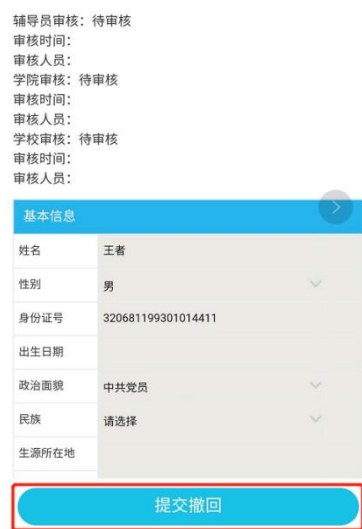 辅导员审核：待审核
审核时间：
审核人员：
学院审核：待审核
审核时间：
审核人员：
学校审核：待审核
审核时间：
审核人员：
基本信息
姓名 王者
性别 男
身份证号 320681199301014411
出生日期
政治面貌 中共党员
民族 请选择
生源所在地
提交撤回